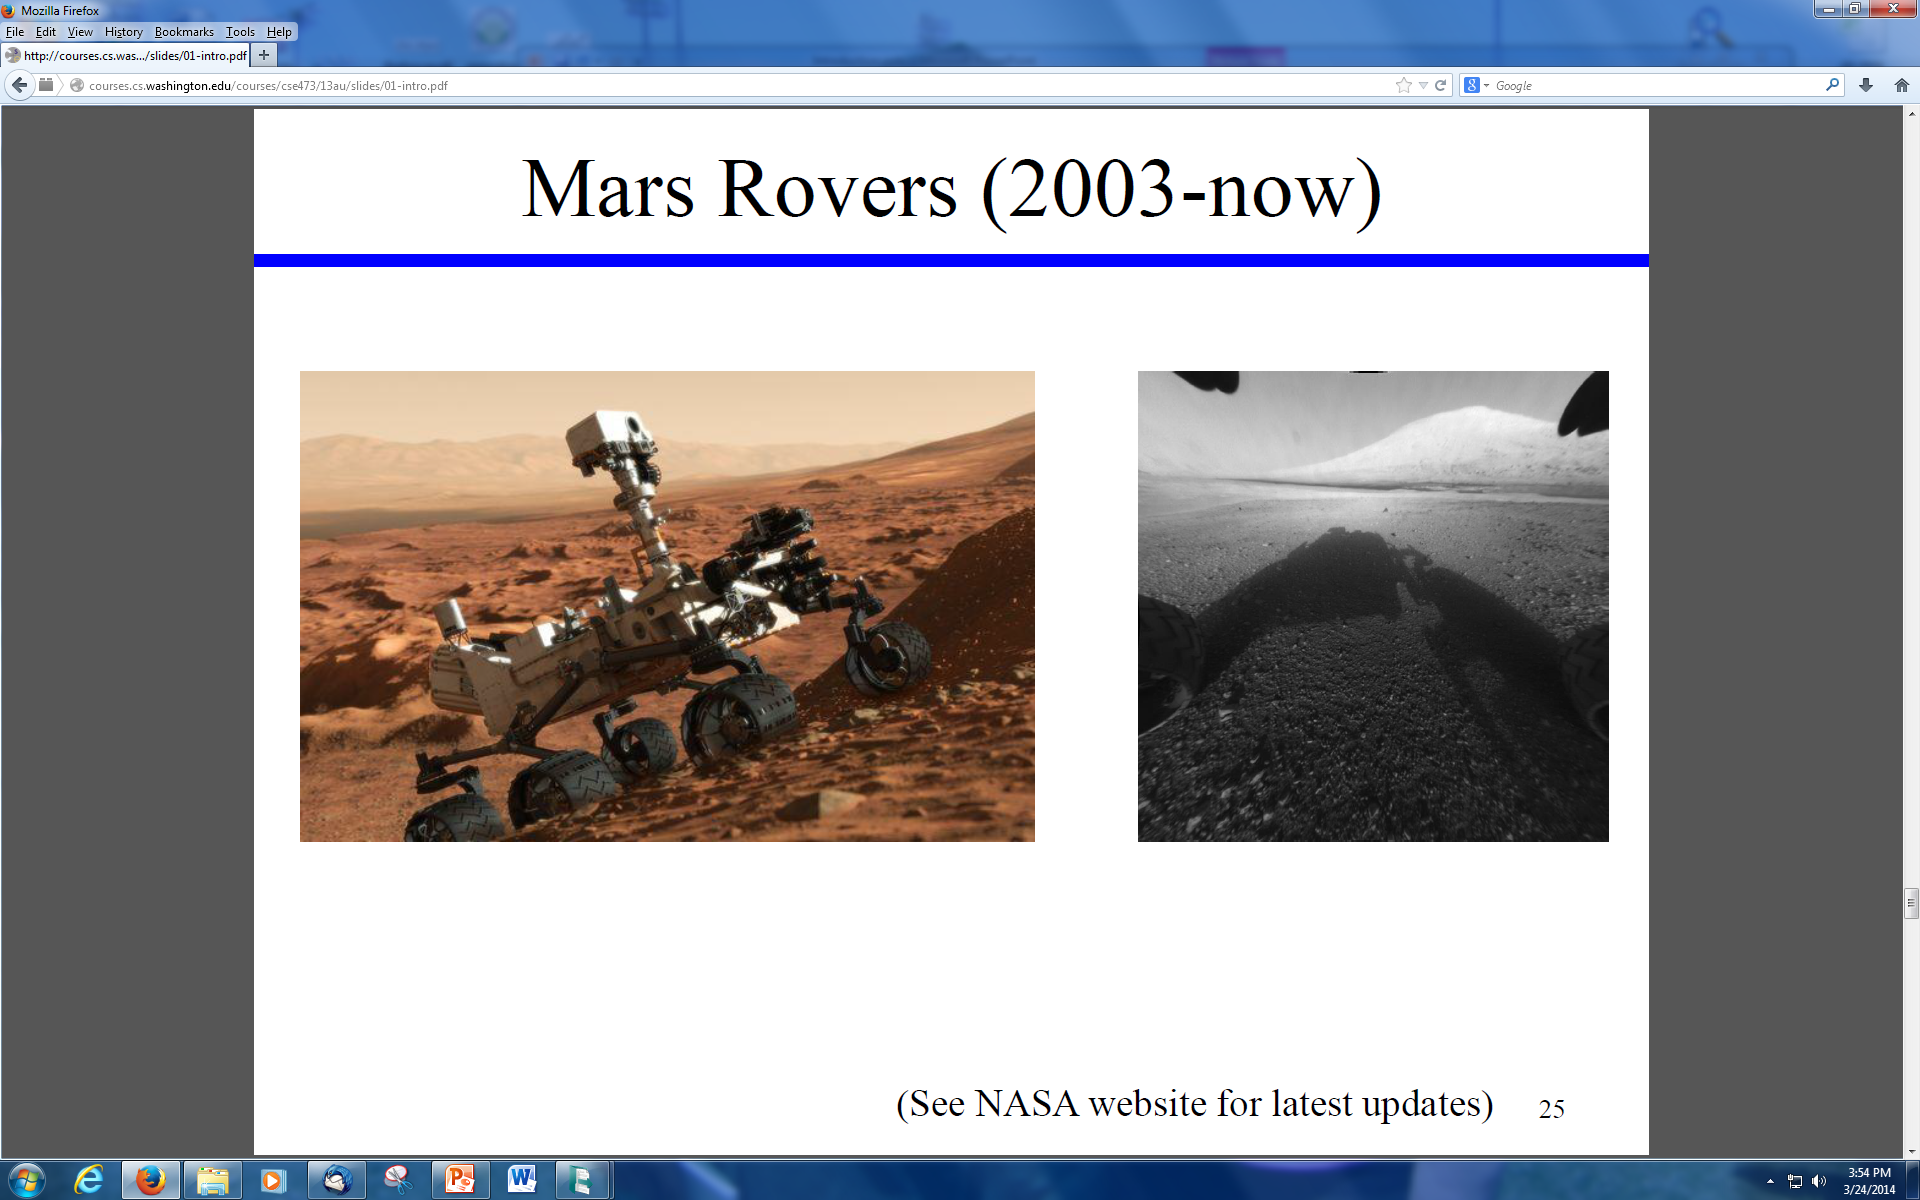 Mozilla Firefox
File Edit View History Bookmarks Tools Help
http://courses.cs.was.../slides/01-intro.pdf +
courses.cs.washington.edu/courses/cse473/13au/slides/01-intro.pdf
8 Google
Mars Rovers (2003-now)
(See NASA website for latest updates) 25
3:54 PM
3/24/2014